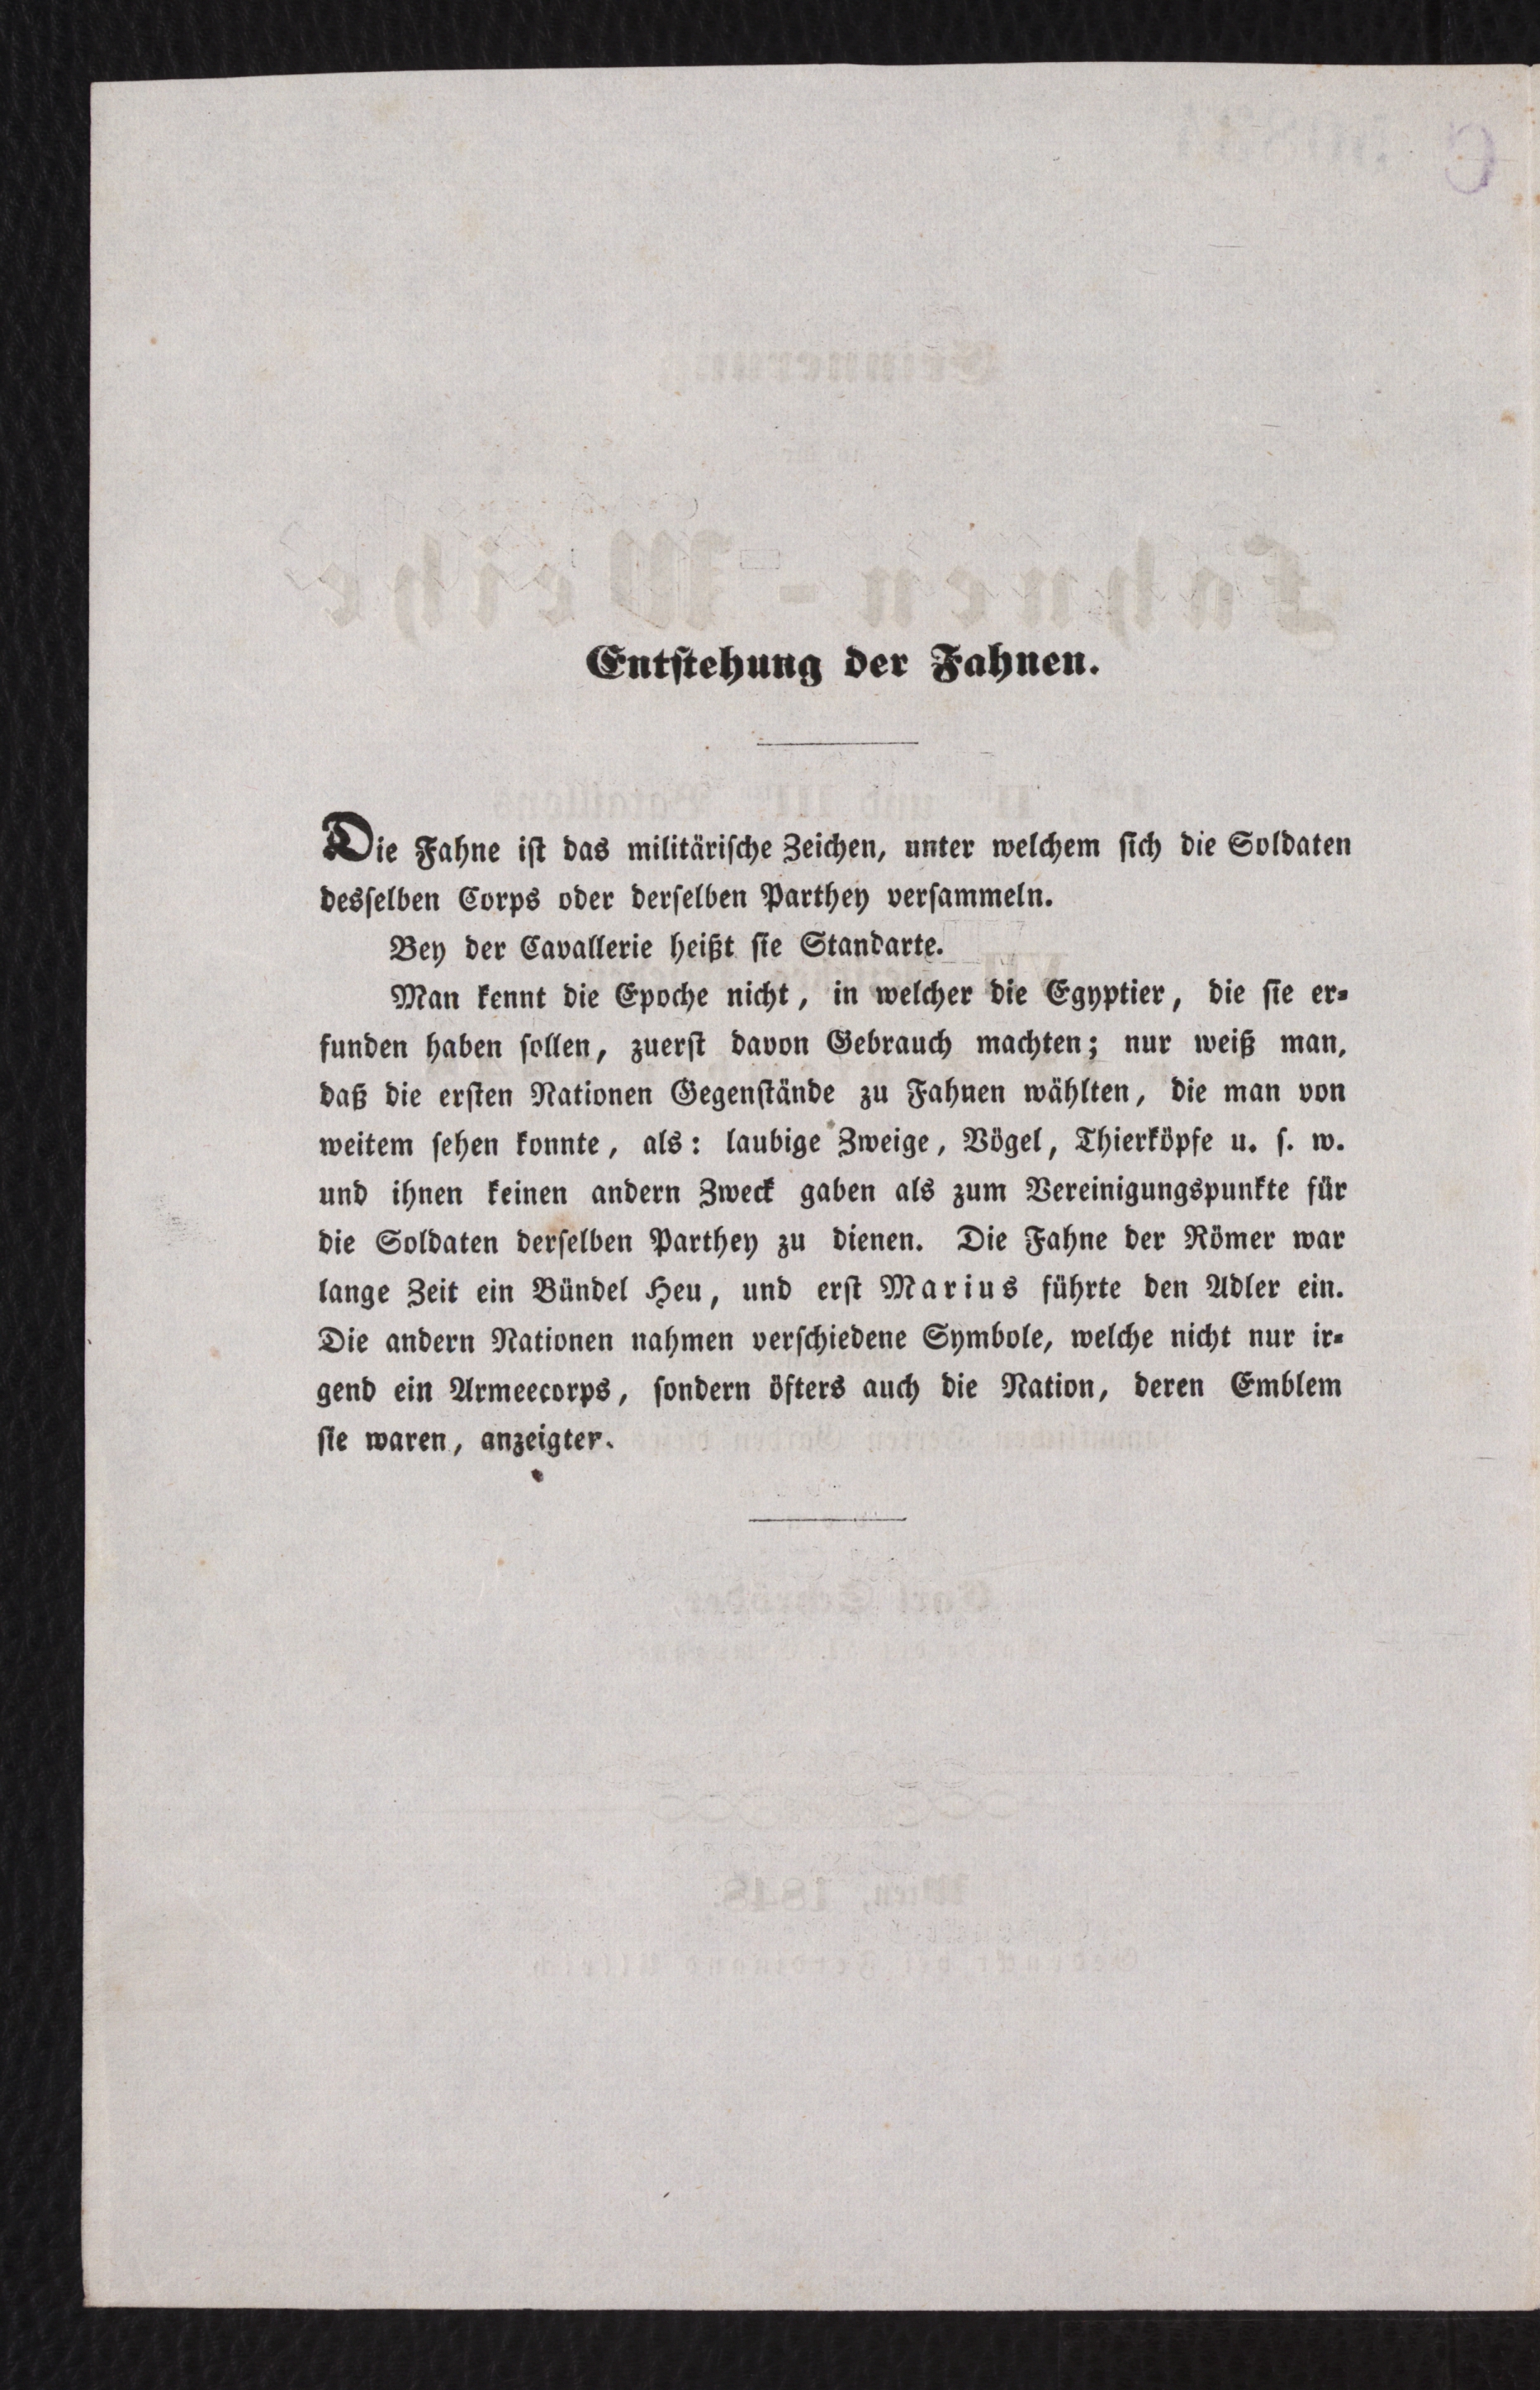 Entstehung der Fahnen.
Die Fahne ist das militärische Zeichen, unter welchem sich die Soldaten
desselben Corps oder derselben Parthey versammeln.
Bey der Cavallerie heißt sie Standarte.
Man kennt die Epoche nicht, in welcher die Egyptier, die sie er=
funden haben sollen, zuerst davon Gebrauch machten; nur weiß man,
daß die ersten Nationen Gegenstände zu Fahnen wählten, die man von
weitem sehen konnte, als: laubige Zweige, Vögel, Thierköpfe u. s. w.
und ihnen keinen andern Zweck gaben als zum Vereinigungspunkte für
die Soldaten derselben Parthey zu dienen. Die Fahne der Römer war
lange Zeit ein Bündel Heu, und erst Marius führte den Adler ein.
Die andern Nationen nahmen verschiedene Symbole, welche nicht nur ir=
gend ein Armeecorps, sondern öfters auch die Nation, deren Emblem
sie waren, anzeigter.